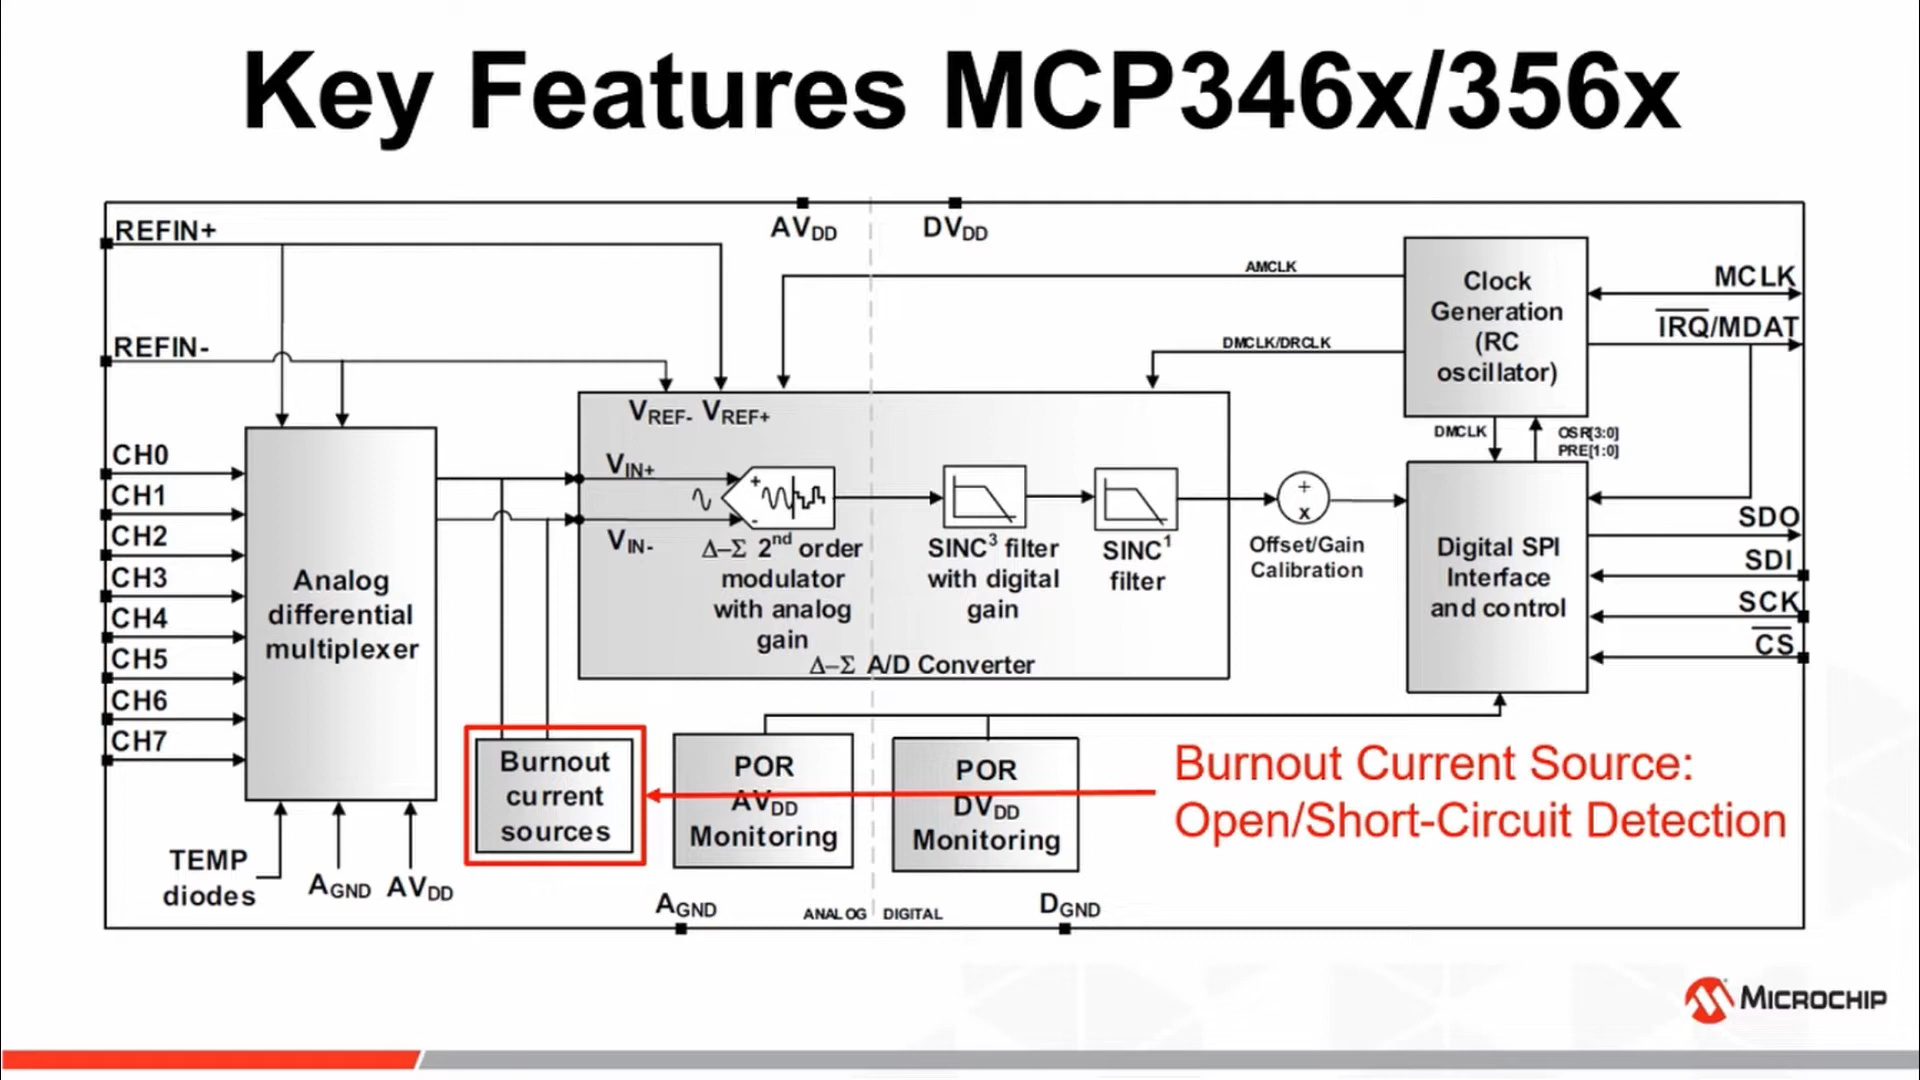 Key Features MCP346x/356x
REFIN+
AVDD
DVDD
AMCLK
Clock
Generation
(RC
oscillator)
MCLK
IRQ/MDAT
REFIN-
DMCLK/DRCLK
VREF- VREF+
DMCLK
OSR[3:0]
PRE[1:0]
CH0
CH1
CH2
CH3
CH4
CH5
CH6
CH7
Analog
differential
multiplexer
VIN+
VIN-
+
-
Δ–Σ 2nd order
modulator
with analog
gain
SINC3 filter
with digital
gain
SINC1
filter
Δ–Σ A/D Converter
+
x
Offset/Gain
Calibration
Digital SPI
Interface
and control
SDO
SDI
SCK
CS
Burnout
current
sources
POR
AVDD
Monitoring
POR
DVDD
Monitoring
Burnout Current Source:
Open/Short-Circuit Detection
TEMP
diodes
AGND
AVDD
AGND
ANALOG
DIGITAL
DGND
MICROCHIP